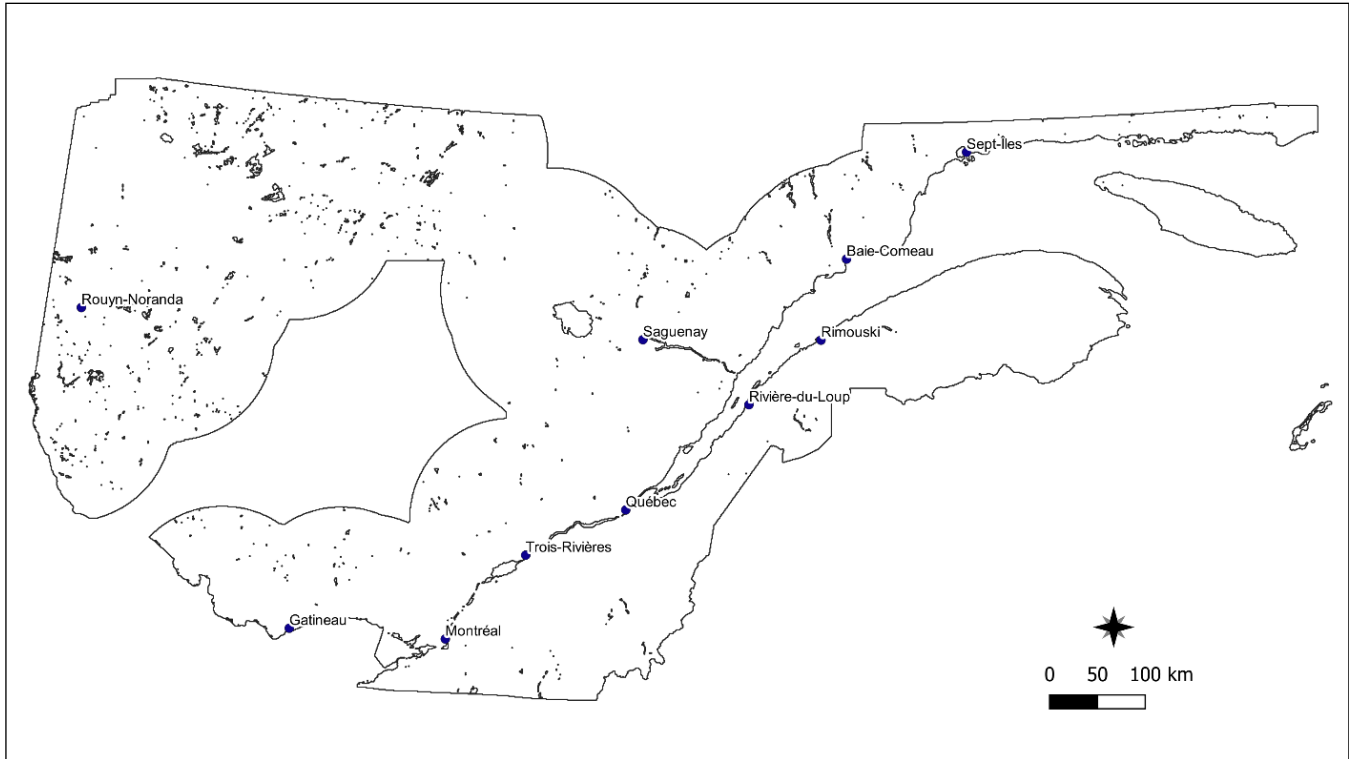 Sept-Îles
Baie-Comeau
Rouyn-Noranda
Saguenay
Rimouski
Rivière-du-Loup
Québec
Trois-Rivières
Gatineau
Montréal
0 50 100 km